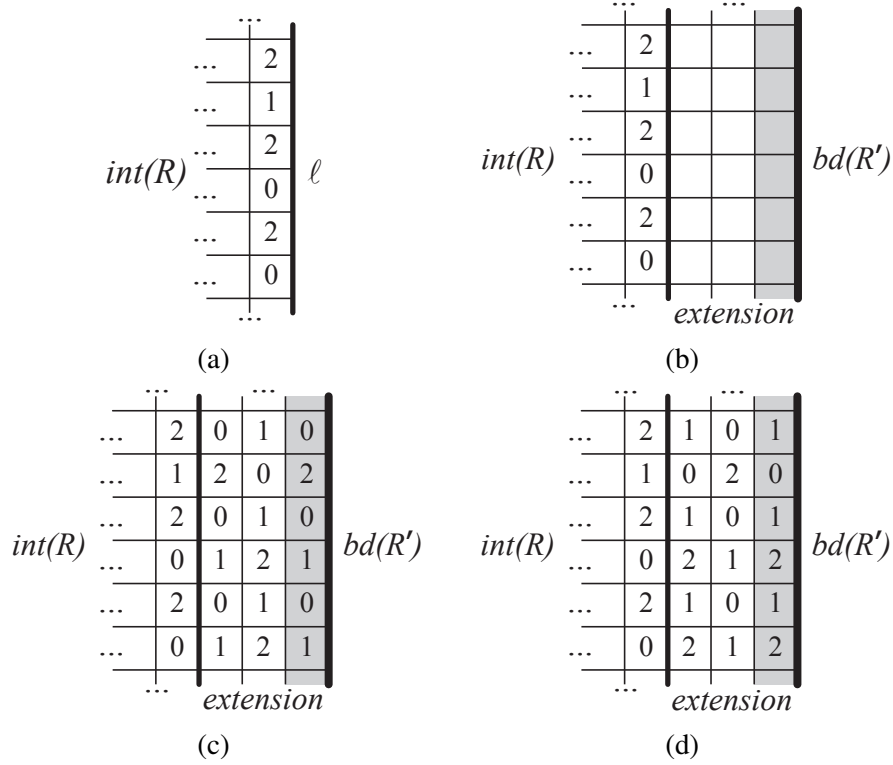 ...
... 2
... 1
... 2
int(R) ... 0 ℓ
... 2
... 0
...
(a)
... ...
... 2
... 1
... 2
int(R) ... 0 bd(R′)
... 2
... 0
...
extension
(b)
... ...
... 2 0 1 0
... 1 2 0 2
... 2 0 1 0
int(R) ... 0 1 2 1 bd(R′)
... 2 0 1 0
... 0 1 2 1
...
extension
(c)
... ...
... 2 1 0 1
... 1 0 2 0
... 2 1 0 1
int(R) ... 0 2 1 2 bd(R′)
... 2 1 0 1
... 0 2 1 2
...
extension
(d)